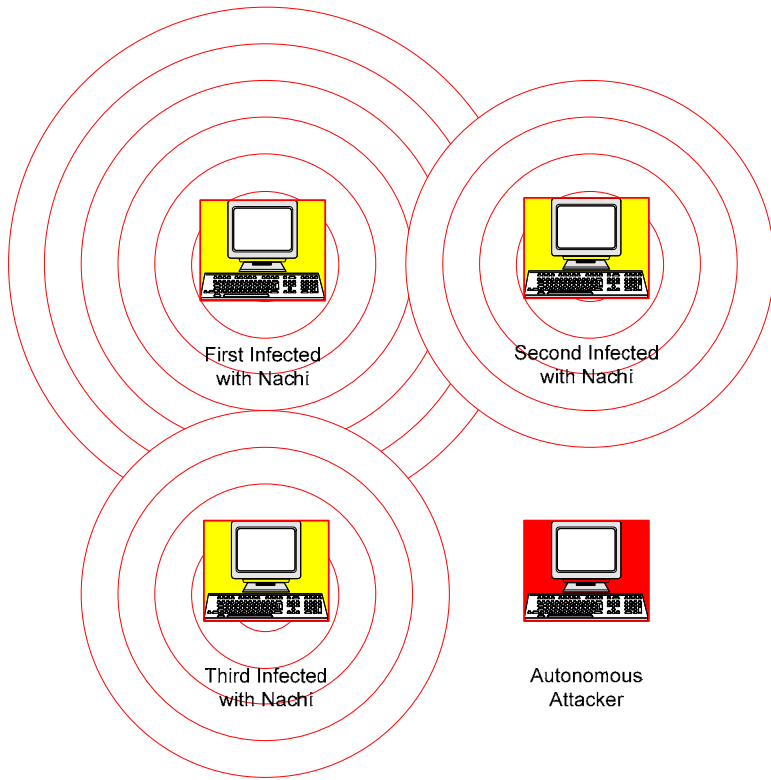 First Infected
with Nachi
Second Infected
with Nachi
Third Infected
with Nachi
Autonomous
Attacker